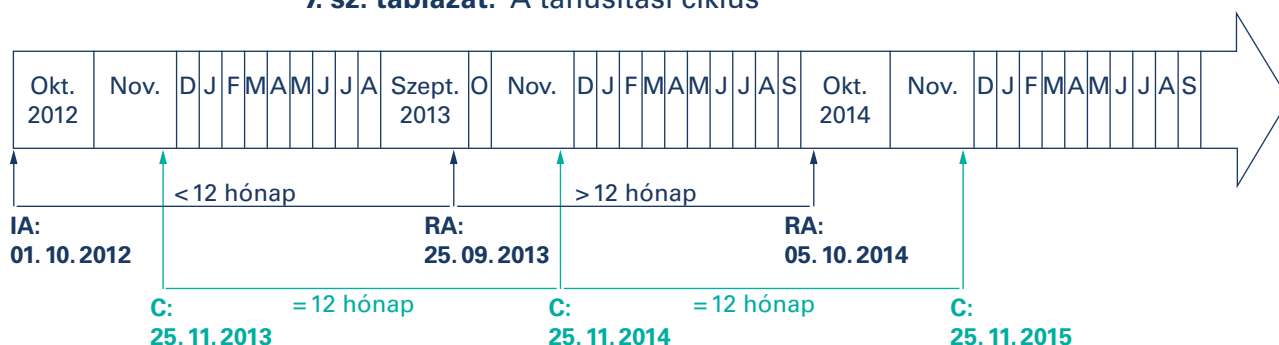 7. sz. táblázat. A tanúsítási ciklus
Okt. Nov. D J F M A M J J A Szept. O Nov. D J F M A M J J A S Okt. Nov. D J F M A M J J A S
2012 2013 2014
< 12 hónap > 12 hónap
IA: RA: RA:
01. 10. 2012 25. 09. 2013 05. 10. 2014
C: = 12 hónap C: = 12 hónap C:
25. 11. 2013 25. 11. 2014 25. 11. 2015